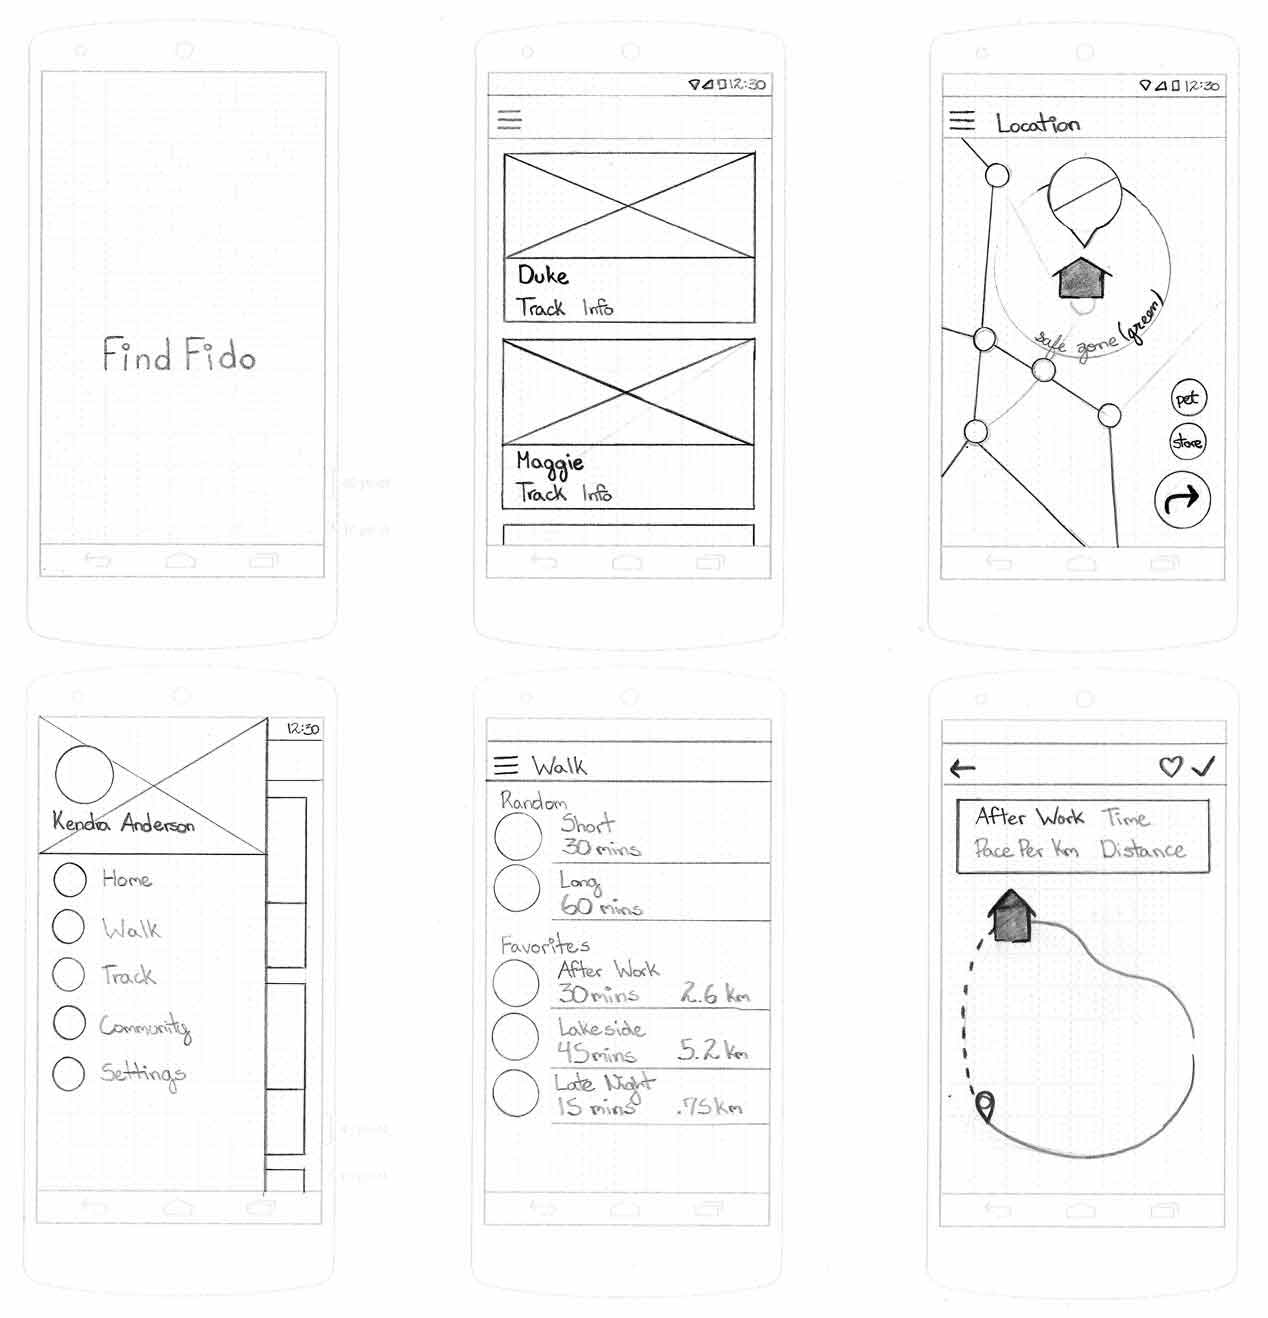 Find Fido
12:30
Duke
Track Info
Maggie
Track Info
12:30
Location
safe zone (green)
pet
store
12:30
Kendra Anderson
Home
Walk
Track
Community
Settings
Walk
Random
Short
30 mins
Long
60 mins
Favorites
After Work
30 mins 2.6 km
Lakeside
45 mins 5.2 km
Late Night
15 mins .75 km
After Work Time
Pace Per Km Distance